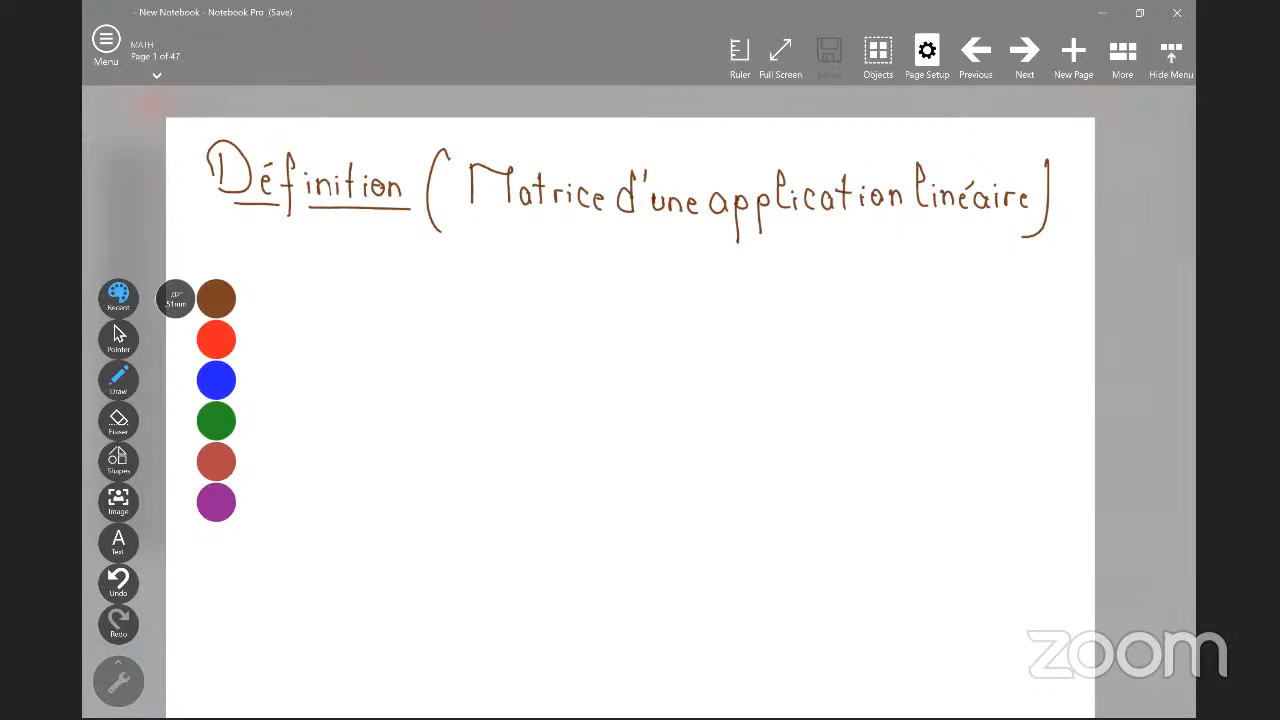 - New Notebook - Notebook Pro (Save)
Menu
MATH
Page 1 of 47
Ruler
Full Screen
Objects
Page Setup
Previous
Next
New Page
More
Hide Menu
Définition ( Matrice d'une application linéaire )
Recent
.02"
.51mm
Pointer
Draw
Eraser
Shapes
Image
A
Text
Undo
Redo
zoom